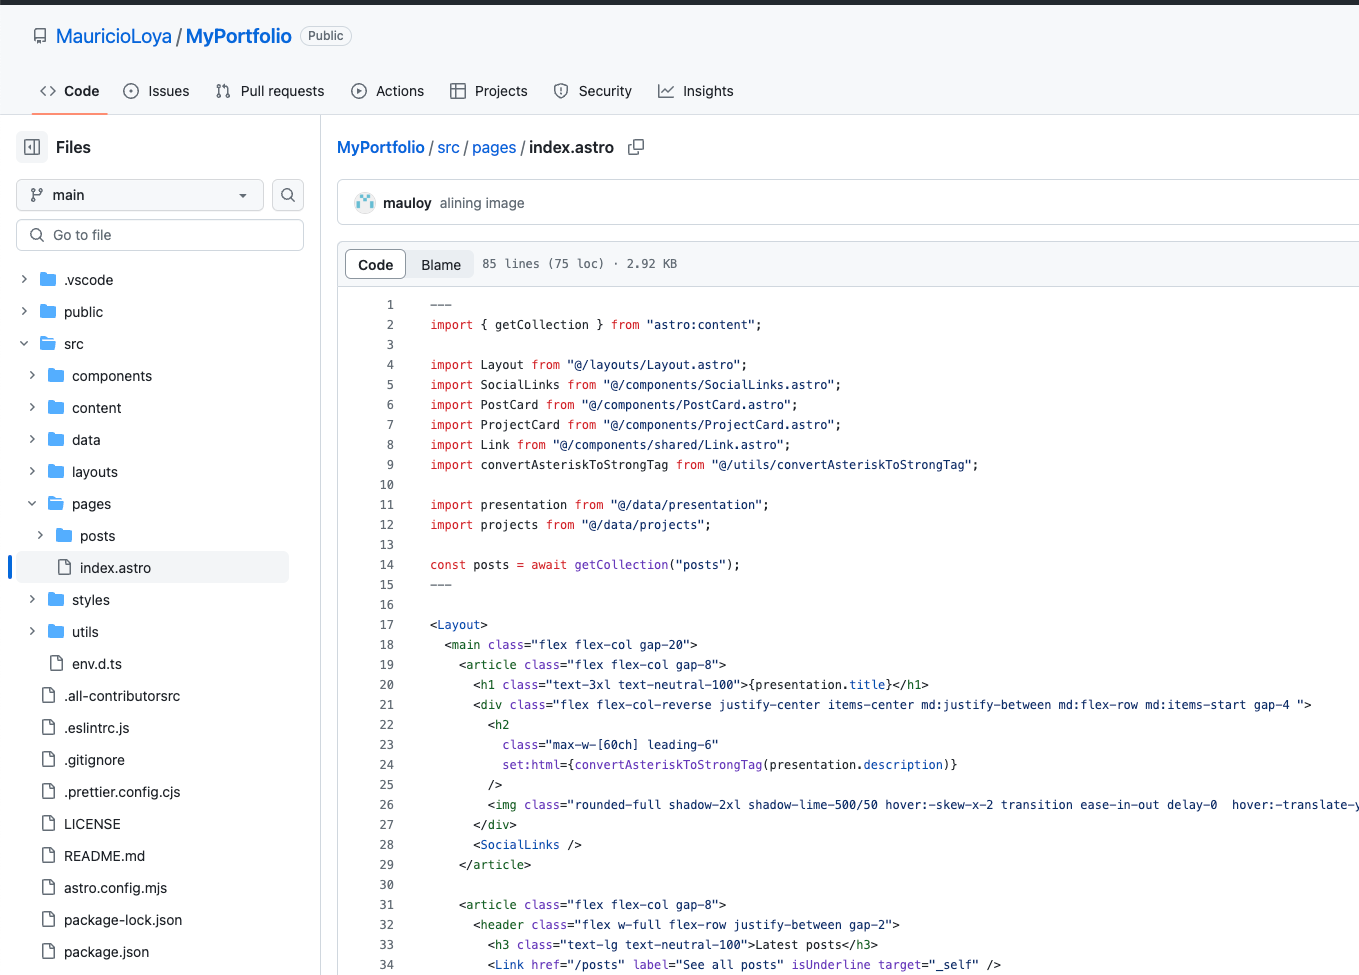 MauricioLoya / MyPortfolio Public
Code Issues Pull requests Actions Projects Security Insights
Files
main
Go to file
.vscode
public
src
components
content
data
layouts
pages
posts
index.astro
styles
utils
env.d.ts
.all-contributorsrc
.eslintrc.js
.gitignore
.prettier.config.cjs
LICENSE
README.md
astro.config.mjs
package-lock.json
package.json
MyPortfolio / src / pages / index.astro
mauloy alining image
Code Blame 85 lines (75 loc) · 2.92 KB
1 ---
2 import { getCollection } from "astro:content";
3
4 import Layout from "@/layouts/Layout.astro";
5 import SocialLinks from "@/components/SocialLinks.astro";
6 import PostCard from "@/components/PostCard.astro";
7 import ProjectCard from "@/components/ProjectCard.astro";
8 import Link from "@/components/shared/Link.astro";
9 import convertAsteriskToStrongTag from "@/utils/convertAsteriskToStrongTag";
10
11 import presentation from "@/data/presentation";
12 import projects from "@/data/projects";
13
14 const posts = await getCollection("posts");
15 ---
16
17 <Layout>
18 <main class="flex flex-col gap-20">
19 <article class="flex flex-col gap-8">
20 <h1 class="text-3xl text-neutral-100">{presentation.title}</h1>
21 <div class="flex flex-col-reverse justify-center items-center md:justify-between md:flex-row md:items-start gap-4 ">
22 <h2
23 class="max-w-[60ch] leading-6"
24 set:html={convertAsteriskToStrongTag(presentation.description)}
25 />
26 <img class="rounded-full shadow-2xl shadow-lime-500/50 hover:-skew-x-2 transition ease-in-out delay-0  hover:-translate-y
27 </div>
28 <SocialLinks />
29 </article>
30
31 <article class="flex flex-col gap-8">
32 <header class="flex w-full flex-row justify-between gap-2">
33 <h3 class="text-lg text-neutral-100">Latest posts</h3>
34 <Link href="/posts" label="See all posts" isUnderline target="_self" />